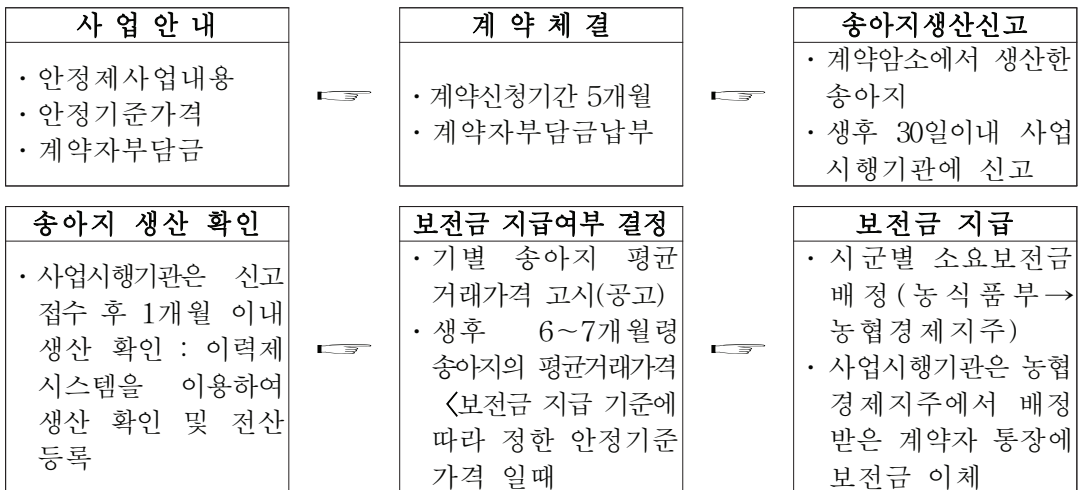 사 업 안 내
· 안정제사업내용
· 안정기준가격
· 계약자부담금
계 약 체 결
· 계약신청기간 5개월
· 계약자부담금납부
송아지생산신고
· 계약암소에서 생산한
송아지
· 생후 30일이내 사업
시행기관에 신고
송아지 생산 확인
· 사업시행기관은 신고
접수 후 1개월 이내
생산 확인 : 이력제
시스템을 이용하여
생산 확인 및 전산
등록
보전금 지급여부 결정
· 기별 송아지 평균
거래가격 고시(공고)
· 생후 6~7개월령
송아지의 평균거래가격
〈보전금 지급 기준에
따라 정한 안정기준
가격 일때
보전금 지급
· 시군별 소요보전금
배정(농식품부→
농협경제지주)
· 사업시행기관은 농협
경제지주에서 배정
받은 계약자 통장에
보전금 이체